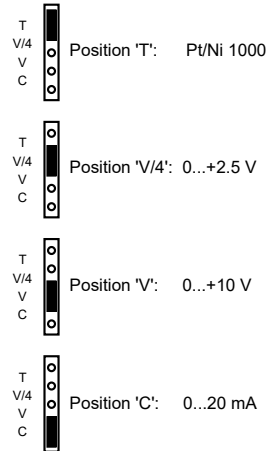 T
V/4
V
C
Position 'T': Pt/Ni 1000
T
V/4
V
C
Position 'V/4': 0...+2.5 V
T
V/4
V
C
Position 'V': 0...+10 V
T
V/4
V
C
Position 'C': 0...20 mA